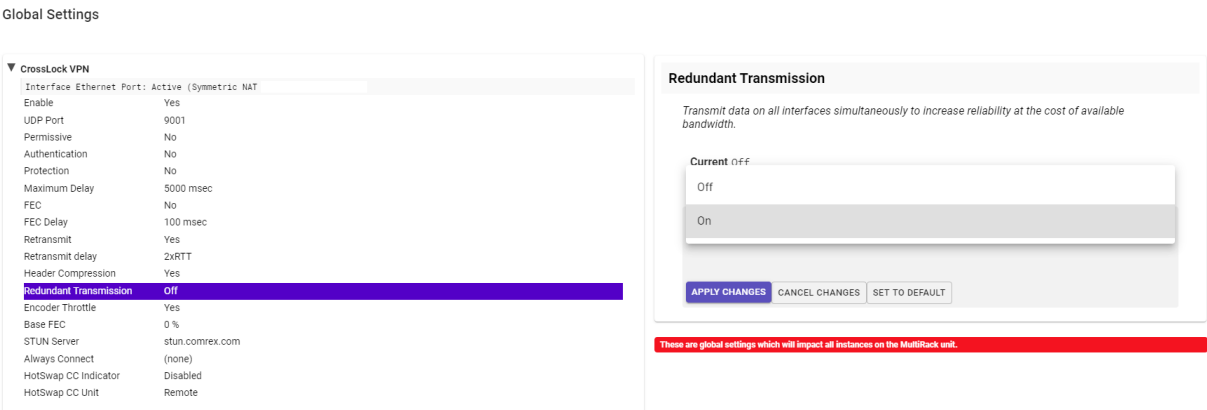 Global Settings
▼ CrossLock VPN
Interface Ethernet Port: Active (Symmetric NAT
Enable Yes
UDP Port 9001
Permissive No
Authentication No
Protection No
Maximum Delay 5000 msec
FEC No
FEC Delay 100 msec
Retransmit Yes
Retransmit delay 2xRTT
Header Compression Yes
Redundant Transmission Off
Encoder Throttle Yes
Base FEC 0 %
STUN Server stun.comrex.com
Always Connect (none)
HotSwap CC Indicator Disabled
HotSwap CC Unit Remote
Redundant Transmission
Transmit data on all interfaces simultaneously to increase reliability at the cost of available
bandwidth.
Current Off
Off
On
APPLY CHANGES CANCEL CHANGES SET TO DEFAULT
These are global settings which will impact all instances on the MultiRack unit.